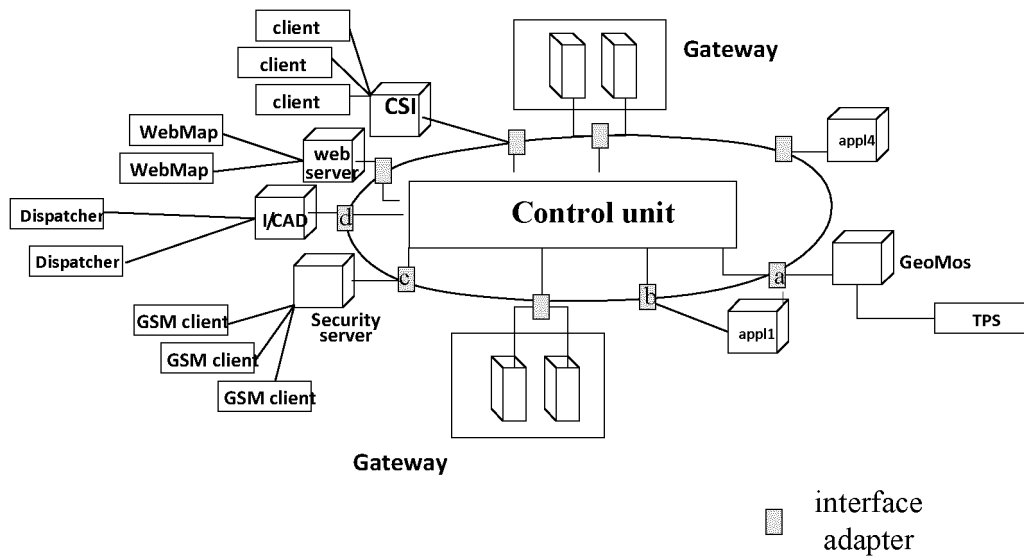 client
client
client
CSI
Gateway
WebMap
WebMap
web
server
appl4
Dispatcher
Dispatcher
I/CAD
d
Control unit
GeoMos
a
TPS
c
b
appl1
Security
server
GSM client
GSM client
GSM client
Gateway
interface
adapter